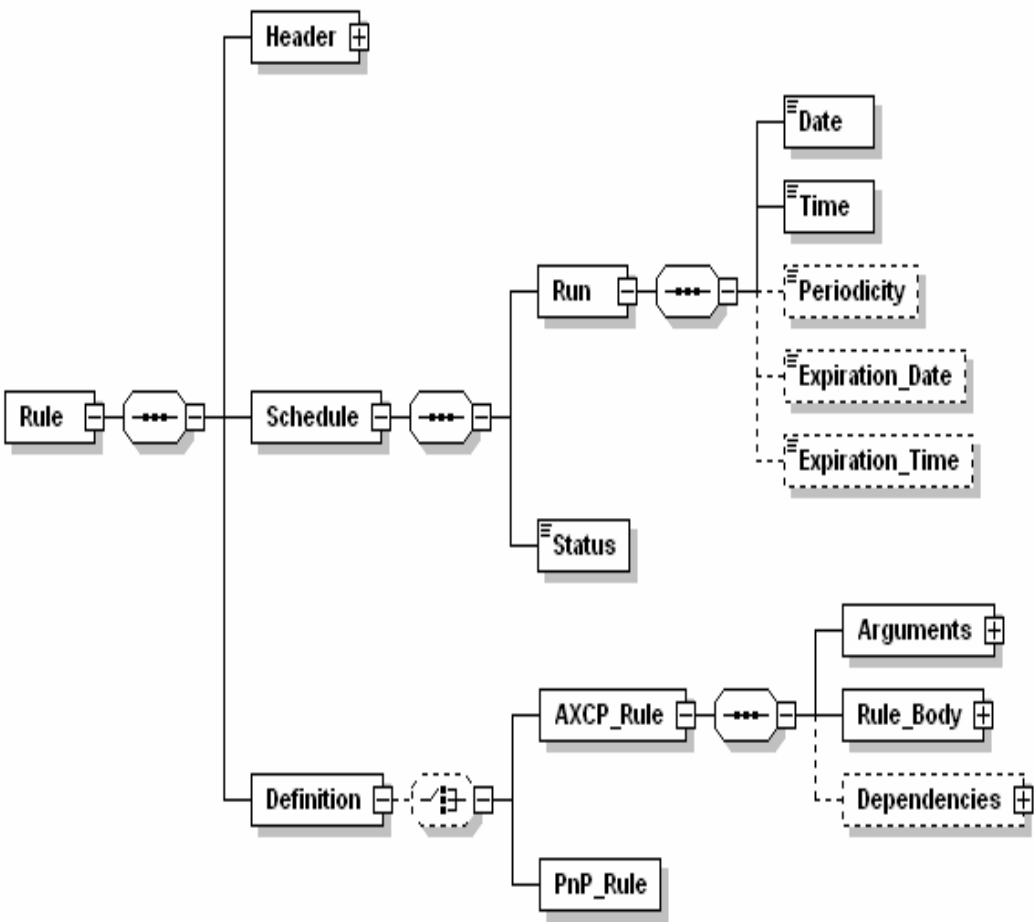 Header
Date
Time
Run
Periodicity
Expiration_Date
Rule
Schedule
Expiration_Time
Status
Arguments
AXCP_Rule
Rule_Body
Definition
Dependencies
PnP_Rule